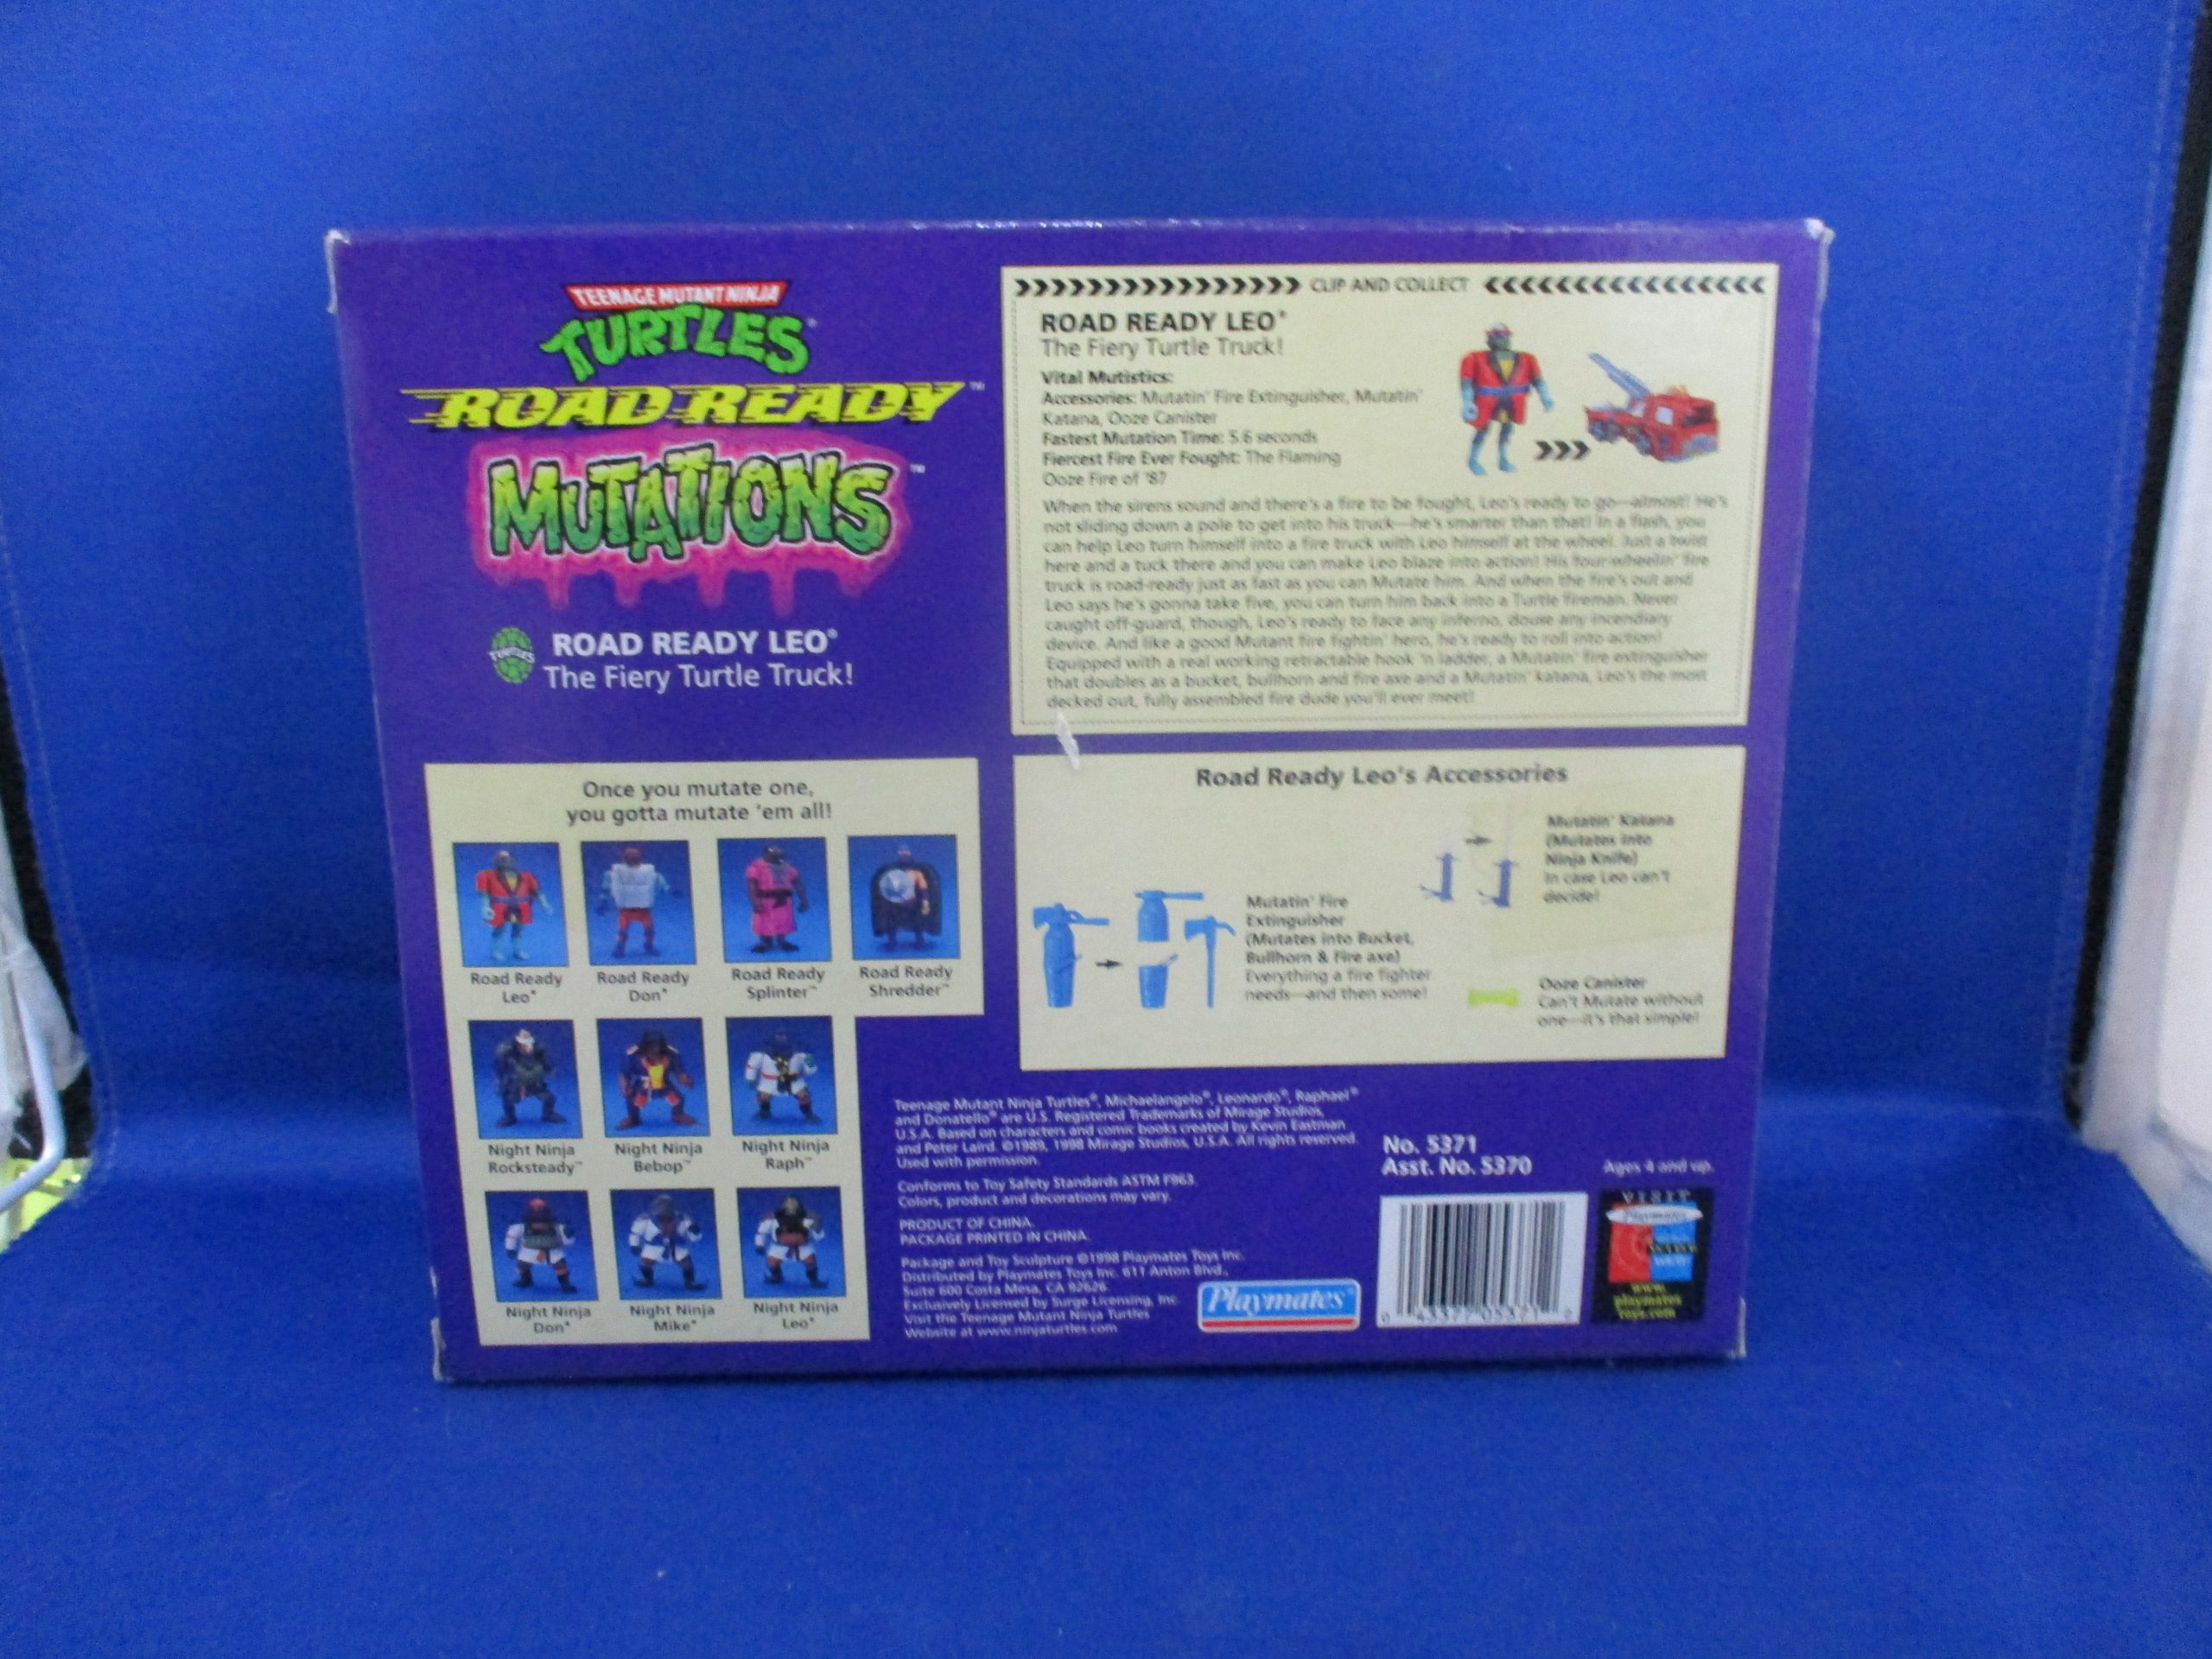 TEENAGE MUTANT NINJA
TURTLES®
ROAD READY™
MUTATIONS™
TURTLES
ROAD READY LEO®
The Fiery Turtle Truck!
CLIP AND COLLECT
ROAD READY LEO®
The Fiery Turtle Truck!
Vital Mutistics:
Accessories: Mutatin' Fire Extinguisher, Mutatin'
Katana, Ooze Canister
Fastest Mutation Time: 5.6 seconds
Fiercest Fire Ever Fought: The Flaming
Ooze Fire of '87
When the sirens sound and there's a fire to be fought, Leo's ready to go—almost! He's
not sliding down a pole to get into his truck—he's smarter than that! In a flash, you
can help Leo turn himself into a fire truck with Leo himself at the wheel. Just a twist
here and a tuck there and you can make Leo blaze into action! His four-wheelin' fire
truck is road-ready just as fast as you can Mutate him. And when the fire's out and
Leo says he's gonna take five, you can turn him back into a Turtle fireman. Never
caught off-guard, though, Leo's ready to face any inferno, douse any incendiary
device. And like a good Mutant fire fightin' hero, he's ready to roll into action!
Equipped with a real working retractable hook 'n ladder, a Mutatin' fire extinguisher
that doubles as a bucket, bullhorn and fire axe and a Mutatin' katana, Leo's the most
decked out, fully assembled fire dude you'll ever meet!
Once you mutate one,
you gotta mutate 'em all!
Road Ready
Leo®
Road Ready
Don®
Road Ready
Splinter™
Road Ready
Shredder™
Night Ninja
Rocksteady™
Night Ninja
Bebop™
Night Ninja
Raph™
Night Ninja
Don®
Night Ninja
Mike®
Night Ninja
Leo®
Road Ready Leo's Accessories
Mutatin' Fire
Extinguisher
(Mutates into Bucket,
Bullhorn & Fire axe)
Everything a fire fighter
needs—and then some!
Mutatin' Katana
(Mutates into
Ninja Knife)
In case Leo can't
decide!
Ooze Canister
Can't Mutate without
one—it's that simple!
Teenage Mutant Ninja Turtles®, Michaelangelo®, Leonardo®, Raphael®
and Donatello® are U.S. Registered Trademarks of Mirage Studios,
U.S.A. Based on characters and comic books created by Kevin Eastman
and Peter Laird. ©1989, 1998 Mirage Studios, U.S.A. All rights reserved.
Used with permission.
Conforms to Toy Safety Standards ASTM F963.
Colors, product and decorations may vary.
PRODUCT OF CHINA.
PACKAGE PRINTED IN CHINA.
Package and Toy Sculpture ©1998 Playmates Toys Inc.
Distributed by Playmates Toys Inc. 611 Anton Blvd.,
Suite 600 Costa Mesa, CA 92626.
Exclusively Licensed by Surge Licensing, Inc.
Visit the Teenage Mutant Ninja Turtles
Website at www.ninjaturtles.com
Playmates®
No. 5371
Asst. No. 5370
Ages 4 and up.
0 43377 05371
VISIT
Playmates
www.
playmates
toys.com